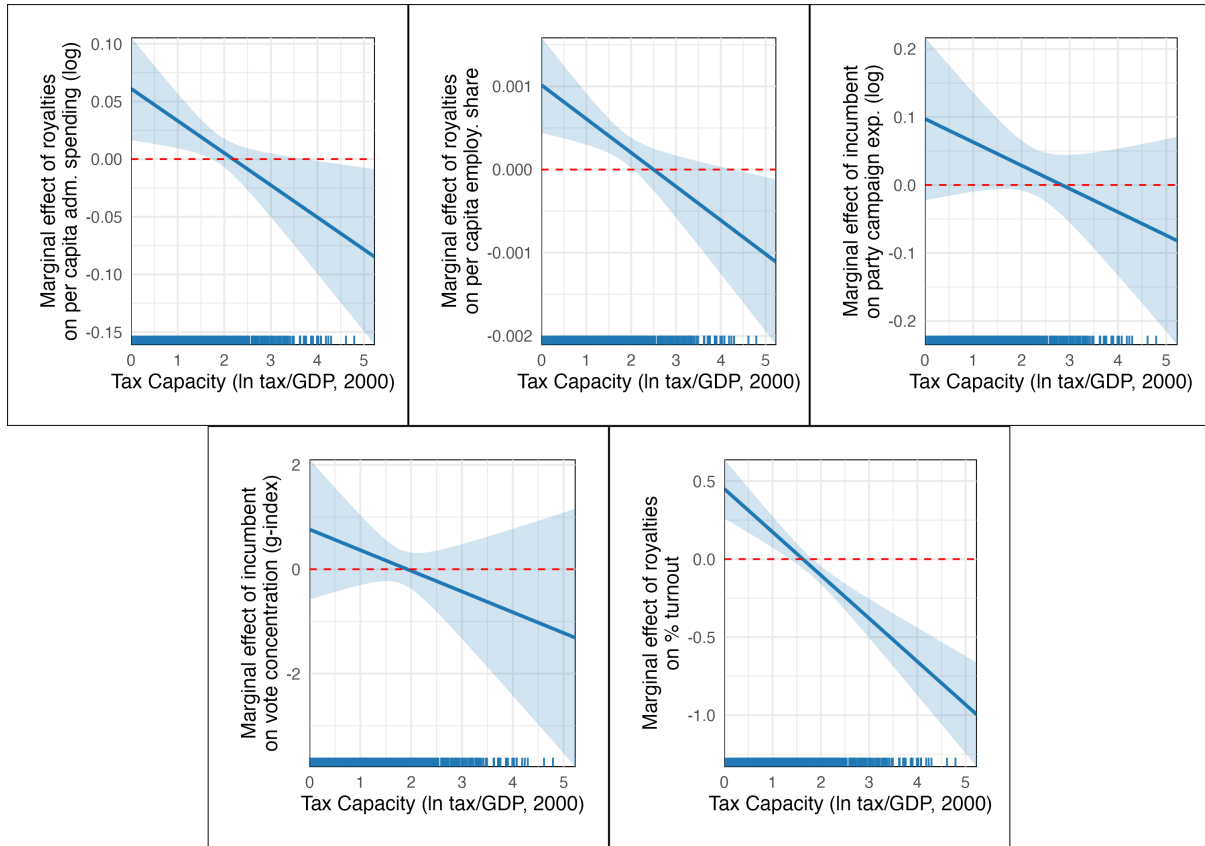 Marginal effect of royalties
on per capita adm. spending (log)
0.10
0.05
0.00
-0.05
-0.10
-0.15
0 1 2 3 4 5
Tax Capacity (ln tax/GDP, 2000)
Marginal effect of royalties
on per capita employ. share
0.001
0.000
-0.001
-0.002
0 1 2 3 4 5
Tax Capacity (ln tax/GDP, 2000)
Marginal effect of incumbent
on party campaign exp. (log)
0.2
0.1
0.0
-0.1
-0.2
0 1 2 3 4 5
Tax Capacity (ln tax/GDP, 2000)
Marginal effect of incumbent
on vote concentration (g-index)
2
0
-2
0 1 2 3 4 5
Tax Capacity (ln tax/GDP, 2000)
Marginal effect of royalties
on % turnout
0.5
0.0
-0.5
-1.0
0 1 2 3 4 5
Tax Capacity (ln tax/GDP, 2000)